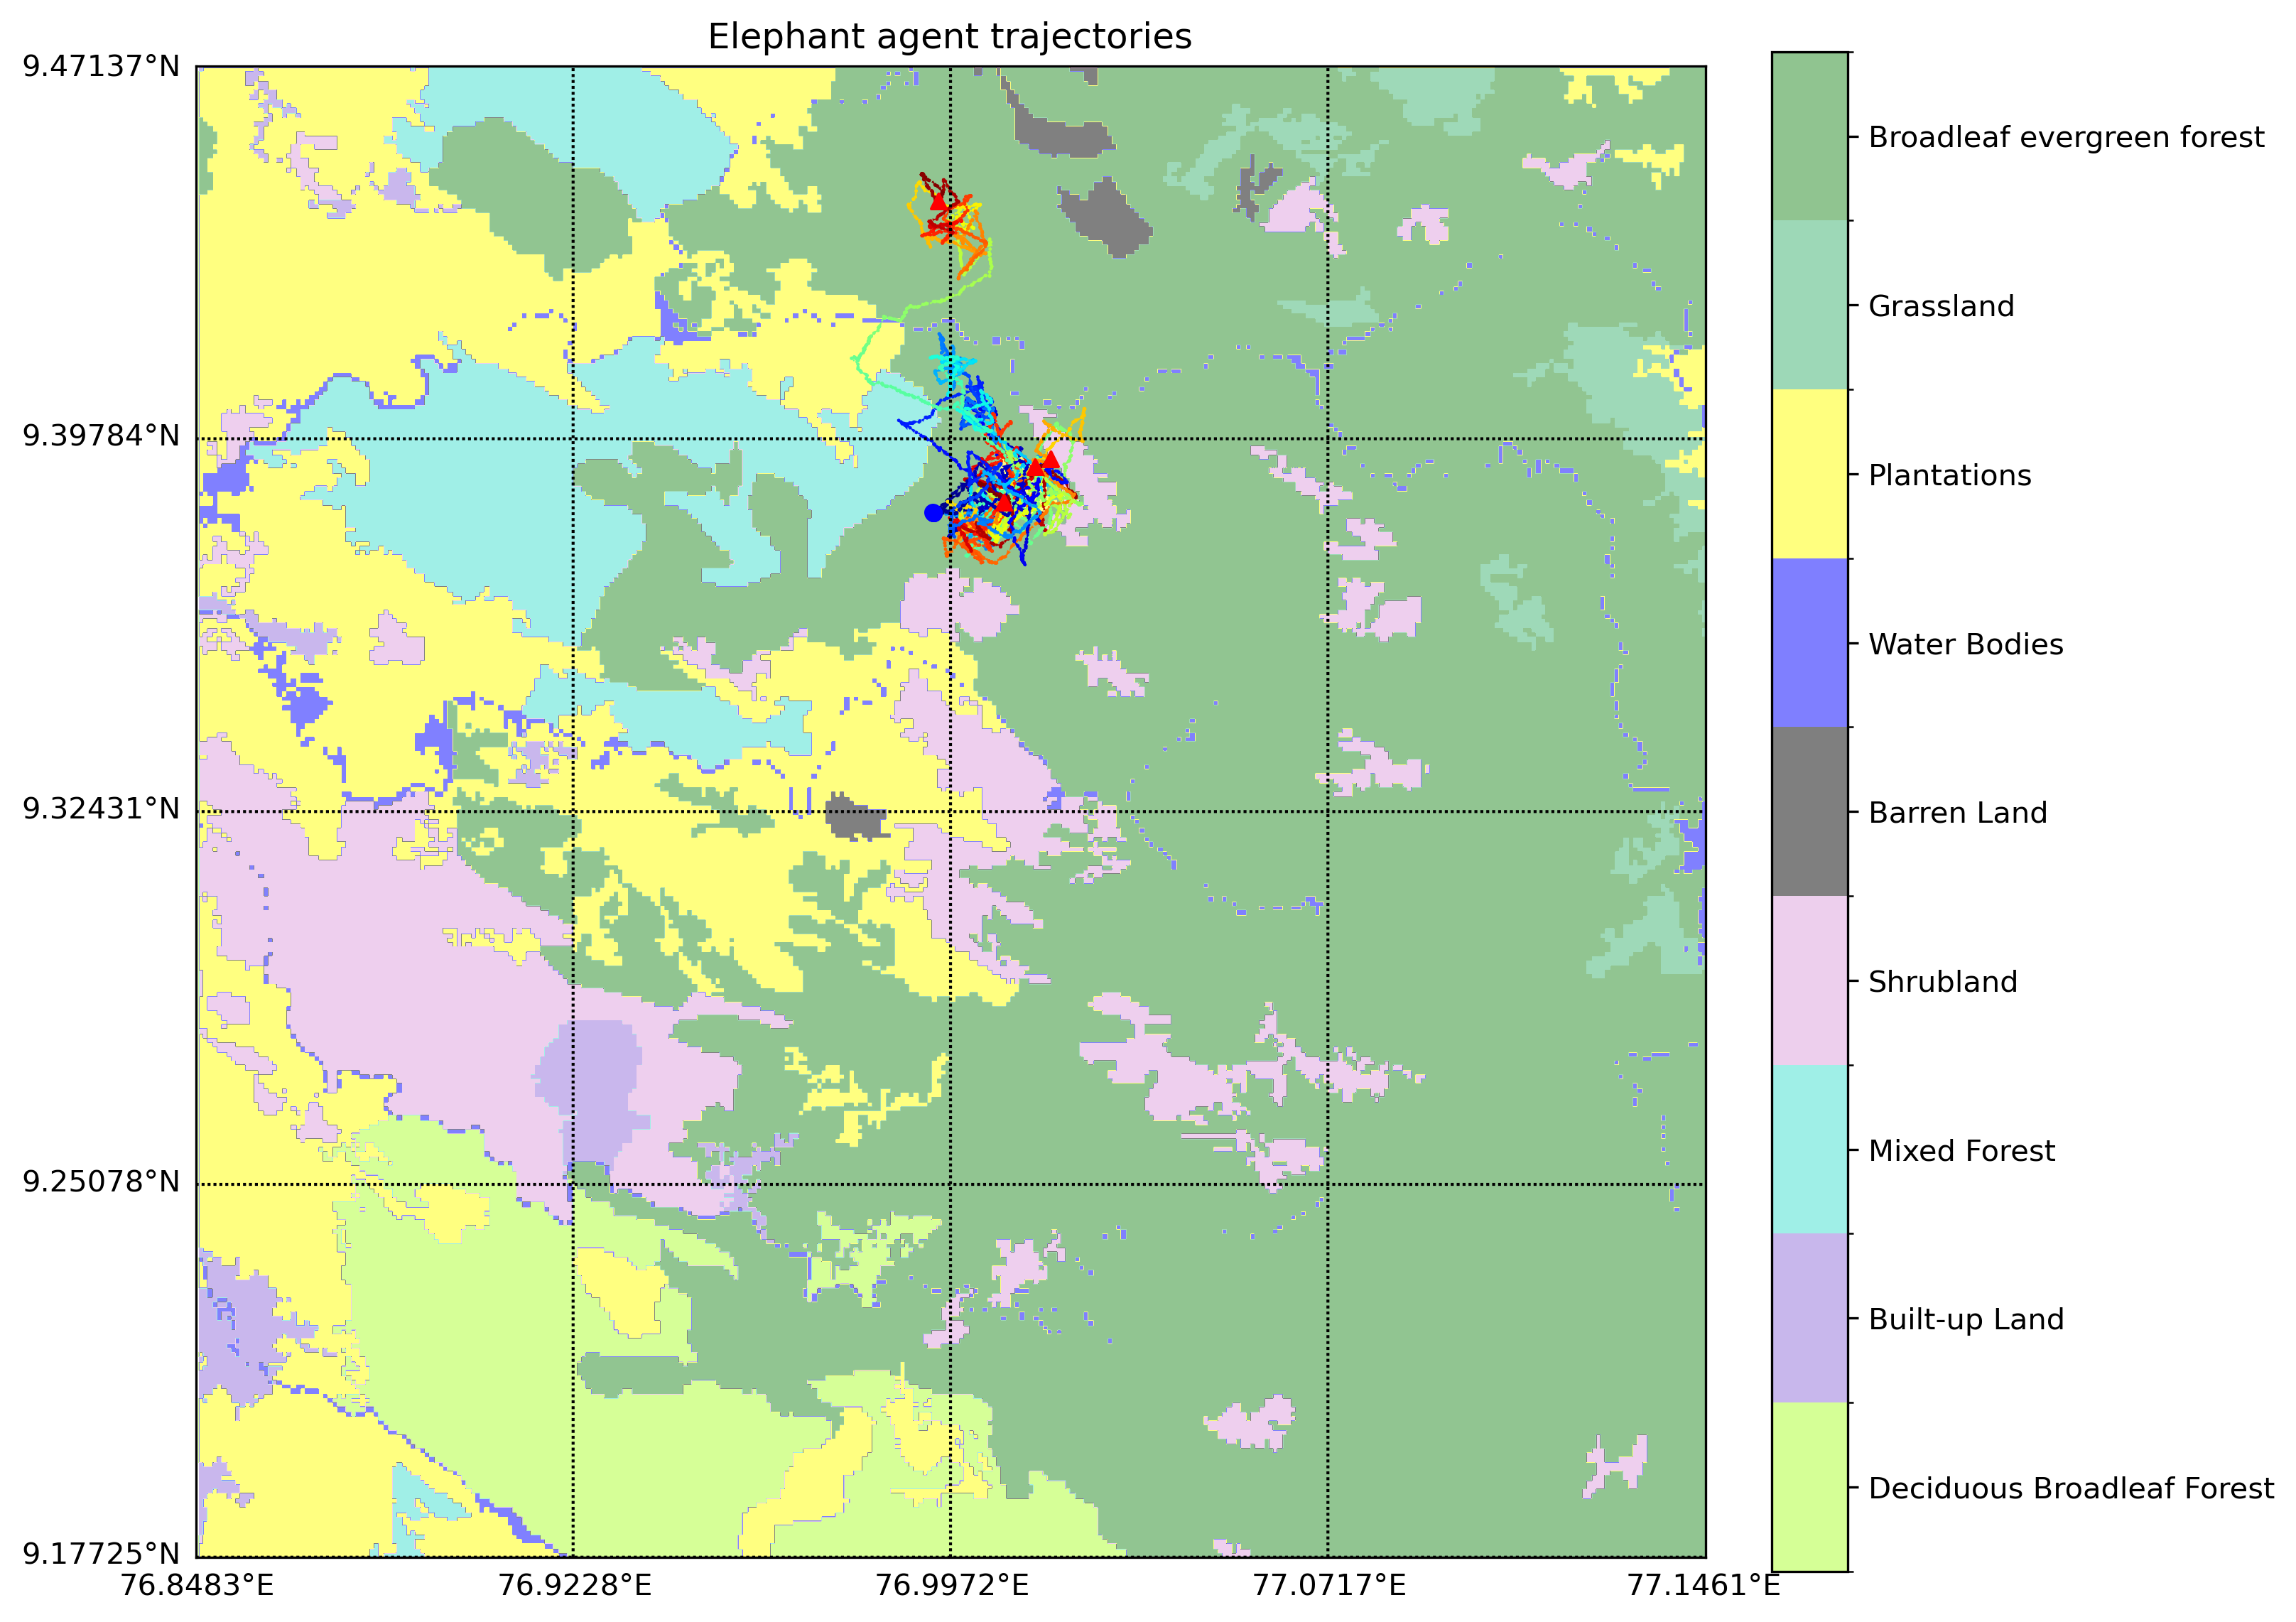 Elephant agent trajectories
9.47137°N
9.39784°N
9.32431°N
9.25078°N
9.17725°N
76.8483°E
76.9228°E
76.9972°E
77.0717°E
77.1461°E
Broadleaf evergreen forest
Grassland
Plantations
Water Bodies
Barren Land
Shrubland
Mixed Forest
Built-up Land
Deciduous Broadleaf Forest